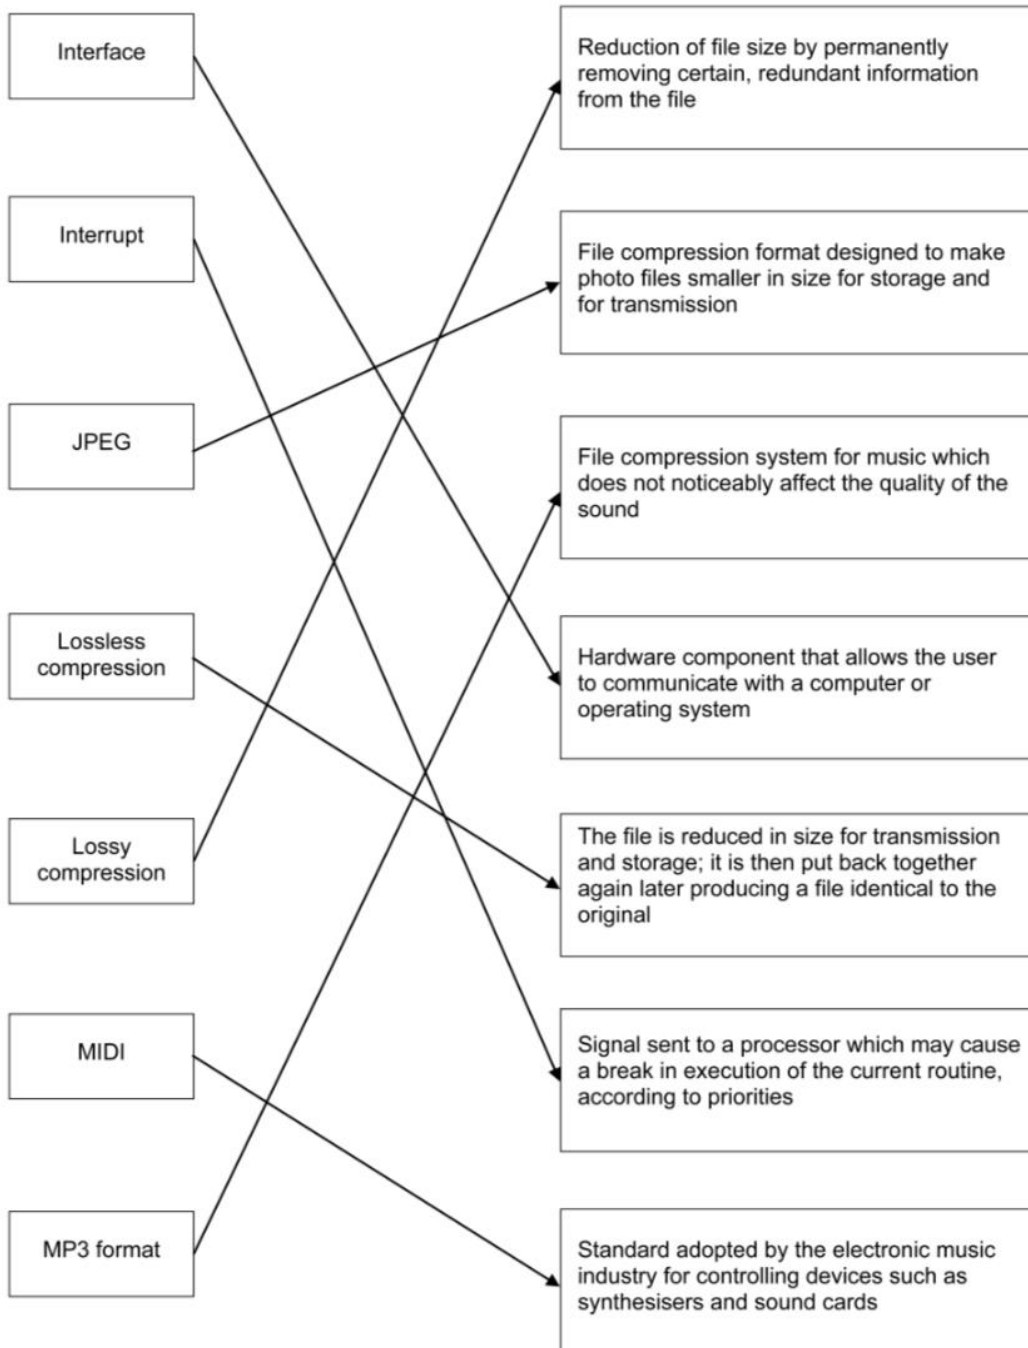 Interface
Reduction of file size by permanently
removing certain, redundant information
from the file
Interrupt
File compression format designed to make
photo files smaller in size for storage and
for transmission
JPEG
File compression system for music which
does not noticeably affect the quality of the
sound
Lossless
compression
Hardware component that allows the user
to communicate with a computer or
operating system
Lossy
compression
The file is reduced in size for transmission
and storage; it is then put back together
again later producing a file identical to the
original
MIDI
Signal sent to a processor which may cause
a break in execution of the current routine,
according to priorities
MP3 format
Standard adopted by the electronic music
industry for controlling devices such as
synthesisers and sound cards